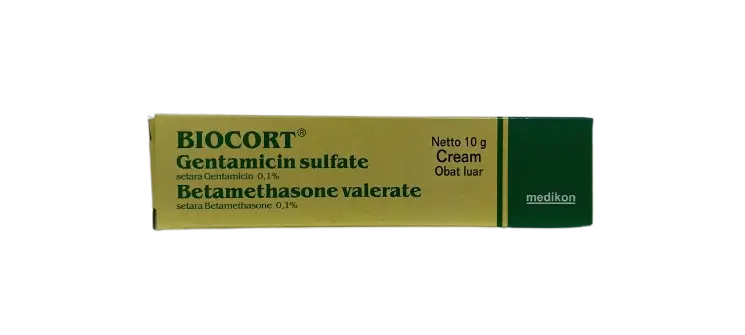 BIOCORT®
Gentamicin sulfate
setara Gentamicin 0,1%
Betamethasone valerate
setara Betamethasone 0,1%
Netto 10 g
Cream
Obat luar
medikon